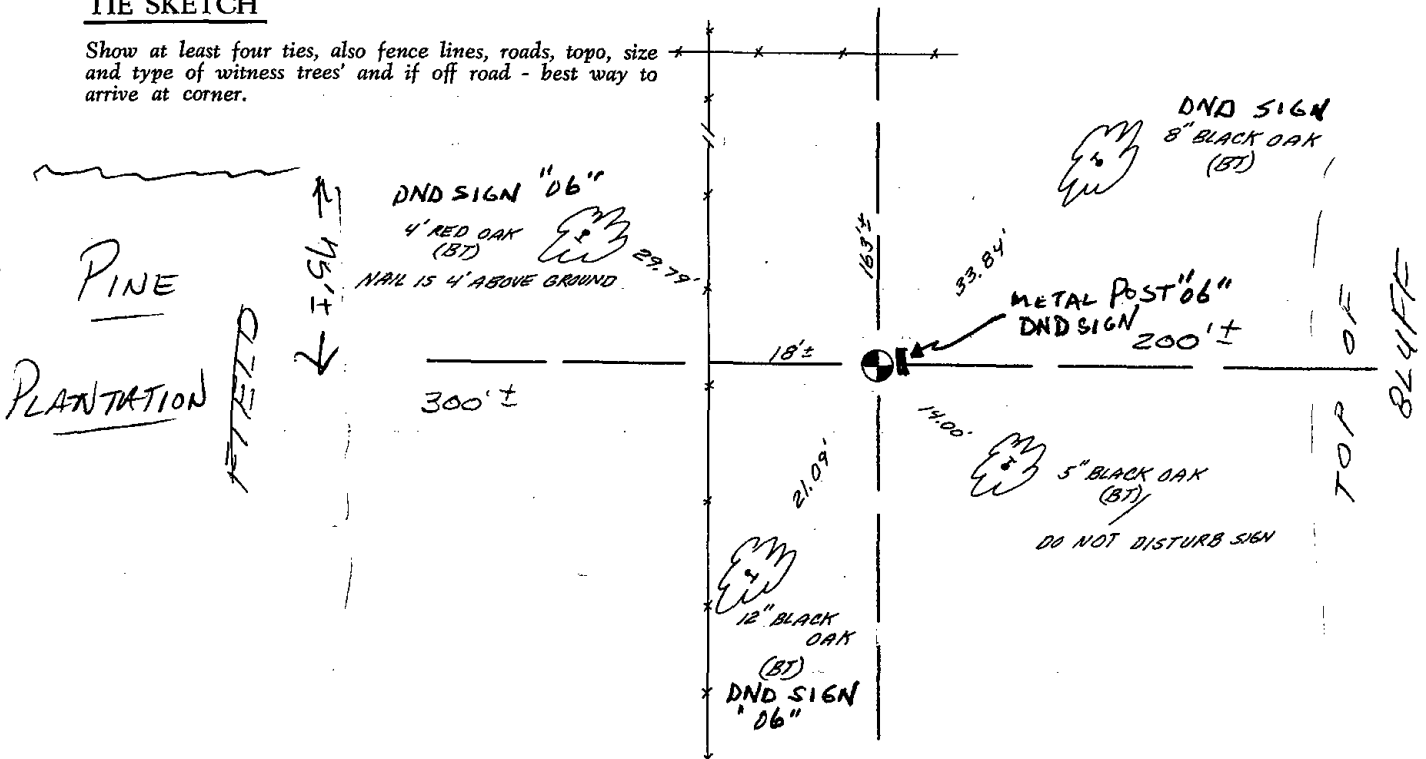 TIE SKETCH
Show at least four ties, also fence lines, roads, topo, size
and type of witness trees' and if off road - best way to
arrive at corner.
DND SIGN
8" BLACK OAK
(BT)
DND SIGN "06"
4' RED OAK
(BT)
NAIL IS 4' ABOVE GROUND
29.79'
163'±
33.84'
METAL POST "06"
DND SIGN
200'±
18'±
300'±
45'±
PINE
PLANTATION
FIELD
TOP OF
BLUFF
14.00'
5" BLACK OAK
(BT)
DO NOT DISTURB SIGN
21.09'
12" BLACK
OAK
(BT)
DND SIGN
"06"